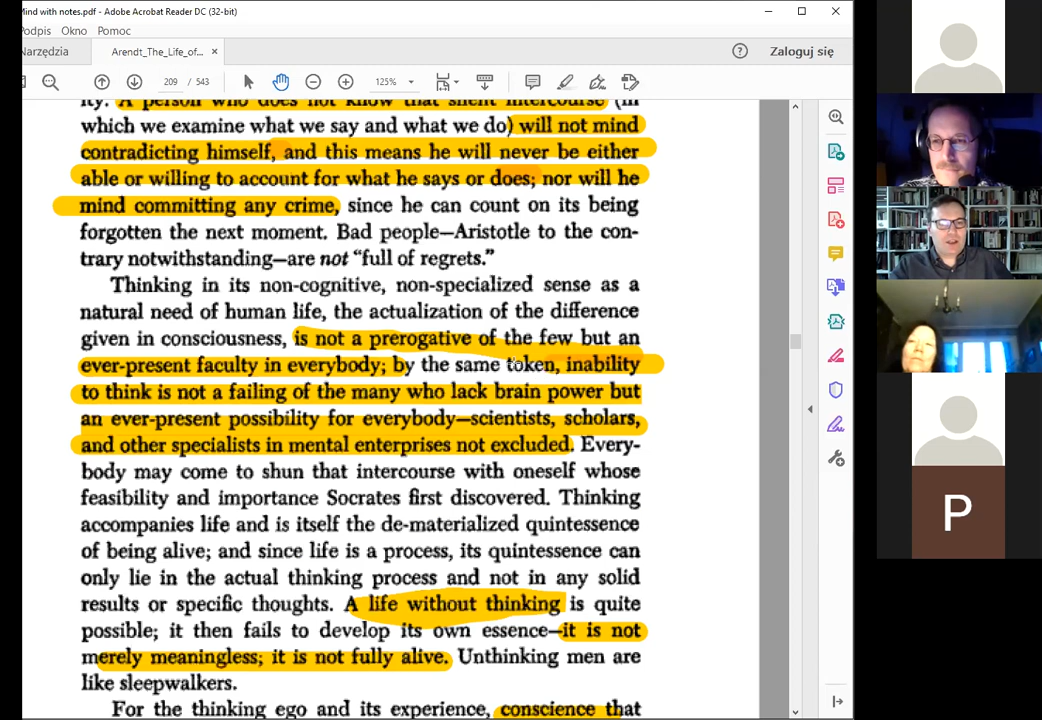 Mind with notes.pdf - Adobe Acrobat Reader DC (32-bit)
Podpis Okno Pomoc
Narzędzia Arendt_The_Life_of... × Zaloguj się
209 / 543 125%
ity. A person who does not know that silent intercourse (in
which we examine what we say and what we do) will not mind
contradicting himself, and this means he will never be either
able or willing to account for what he says or does; nor will he
mind committing any crime, since he can count on its being
forgotten the next moment. Bad people—Aristotle to the con-
trary notwithstanding—are not “full of regrets.”
Thinking in its non-cognitive, non-specialized sense as a
natural need of human life, the actualization of the difference
given in consciousness, is not a prerogative of the few but an
ever-present faculty in everybody; by the same token, inability
to think is not a failing of the many who lack brain power but
an ever-present possibility for everybody—scientists, scholars,
and other specialists in mental enterprises not excluded. Every-
body may come to shun that intercourse with oneself whose
feasibility and importance Socrates first discovered. Thinking
accompanies life and is itself the de-materialized quintessence
of being alive; and since life is a process, its quintessence can
only lie in the actual thinking process and not in any solid
results or specific thoughts. A life without thinking is quite
possible; it then fails to develop its own essence—it is not
merely meaningless; it is not fully alive. Unthinking men are
like sleepwalkers.
For the thinking ego and its experience, conscience that
P